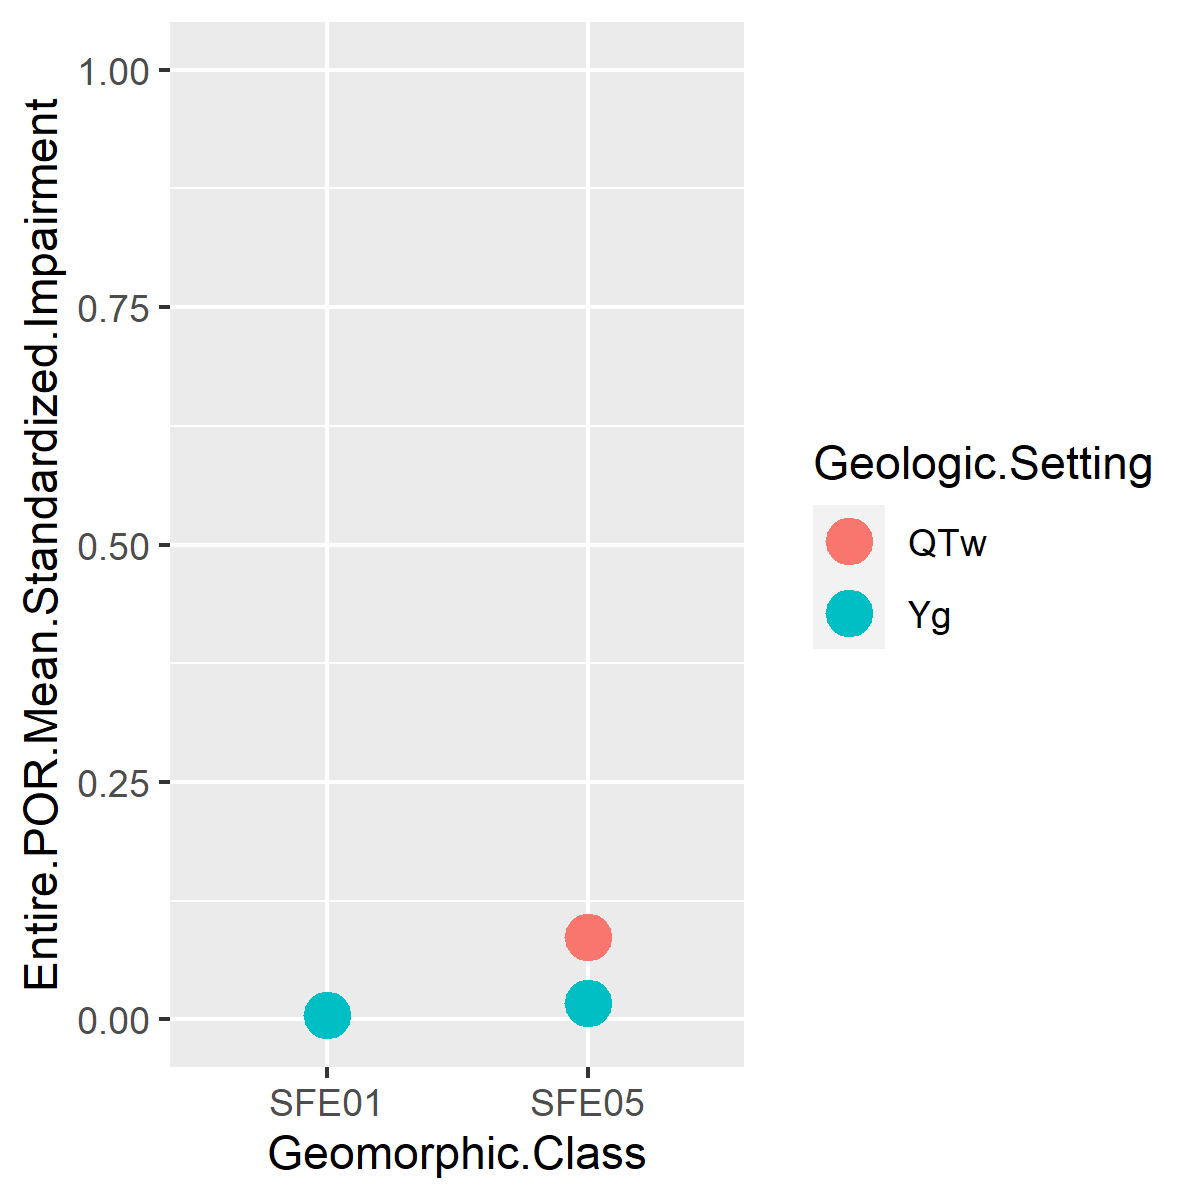 Entire.POR.Mean.Standardized.Impairment
1.00
0.75
0.50
0.25
0.00
SFE01
SFE05
Geomorphic.Class
Geologic.Setting
QTw
Yg